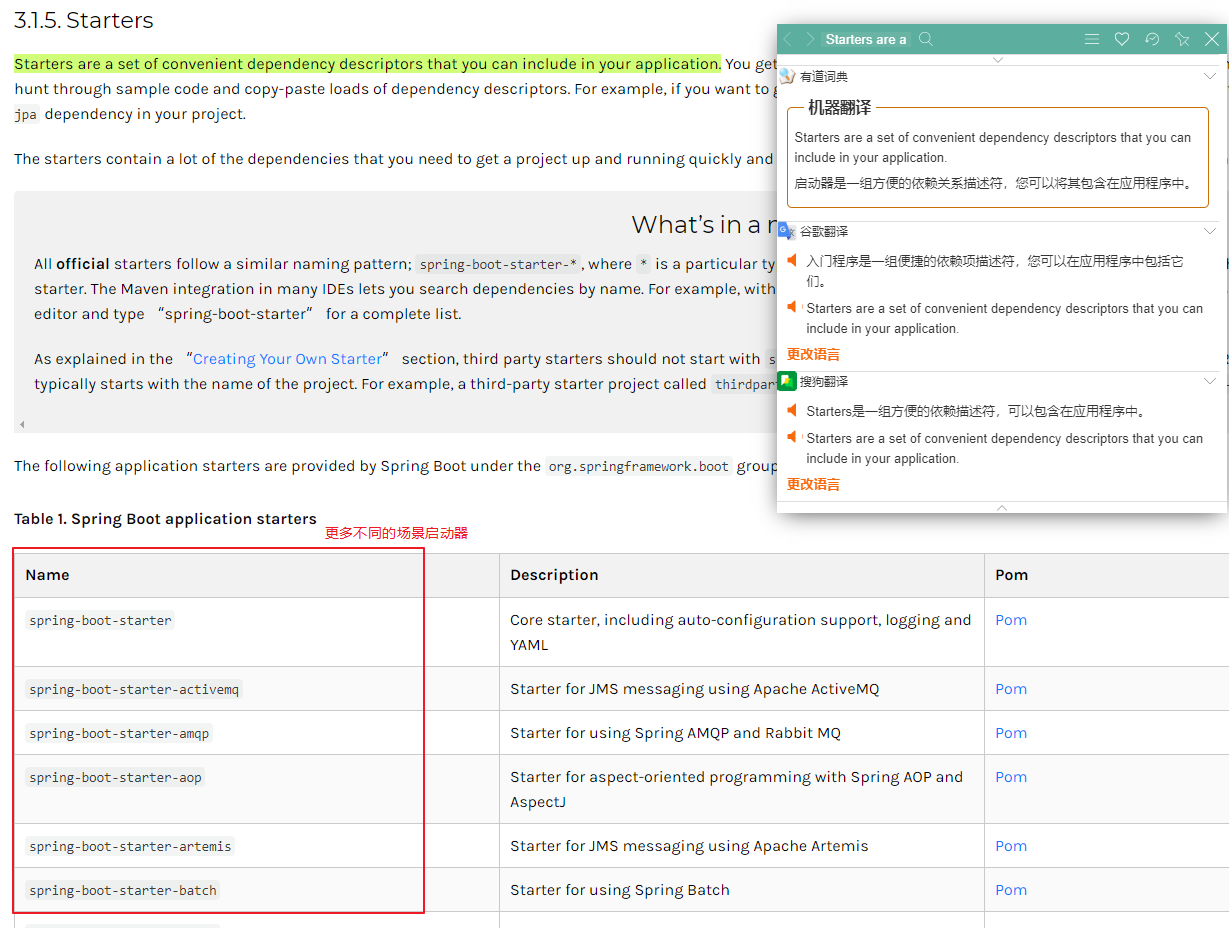 3.1.5. Starters
Starters are a set of convenient dependency descriptors that you can include in your application. You get
hunt through sample code and copy-paste loads of dependency descriptors. For example, if you want to g
jpa dependency in your project.
The starters contain a lot of the dependencies that you need to get a project up and running quickly and
What’s in a n
All official starters follow a similar naming pattern; spring-boot-starter-*, where * is a particular ty
starter. The Maven integration in many IDEs lets you search dependencies by name. For example, with
editor and type “spring-boot-starter” for a complete list.
As explained in the “Creating Your Own Starter” section, third party starters should not start with s
typically starts with the name of the project. For example, a third-party starter project called thirdpart
The following application starters are provided by Spring Boot under the org.springframework.boot group
Starters are a
有道词典
机器翻译
Starters are a set of convenient dependency descriptors that you can
include in your application.
启动器是一组方便的依赖关系描述符，您可以将其包含在应用程序中。
谷歌翻译
入门程序是一组便捷的依赖项描述符，您可以在应用程序中包括它
们。
Starters are a set of convenient dependency descriptors that you can
include in your application.
更改语言
搜狗翻译
Starters是一组方便的依赖描述符，可以包含在应用程序中。
Starters are a set of convenient dependency descriptors that you can
include in your application.
更改语言
Table 1. Spring Boot application starters
更多不同的场景启动器
Name Description Pom
spring-boot-starter Core starter, including auto-configuration support, logging and Pom
YAML
spring-boot-starter-activemq Starter for JMS messaging using Apache ActiveMQ Pom
spring-boot-starter-amqp Starter for using Spring AMQP and Rabbit MQ Pom
spring-boot-starter-aop Starter for aspect-oriented programming with Spring AOP and Pom
AspectJ
spring-boot-starter-artemis Starter for JMS messaging using Apache Artemis Pom
spring-boot-starter-batch Starter for using Spring Batch Pom